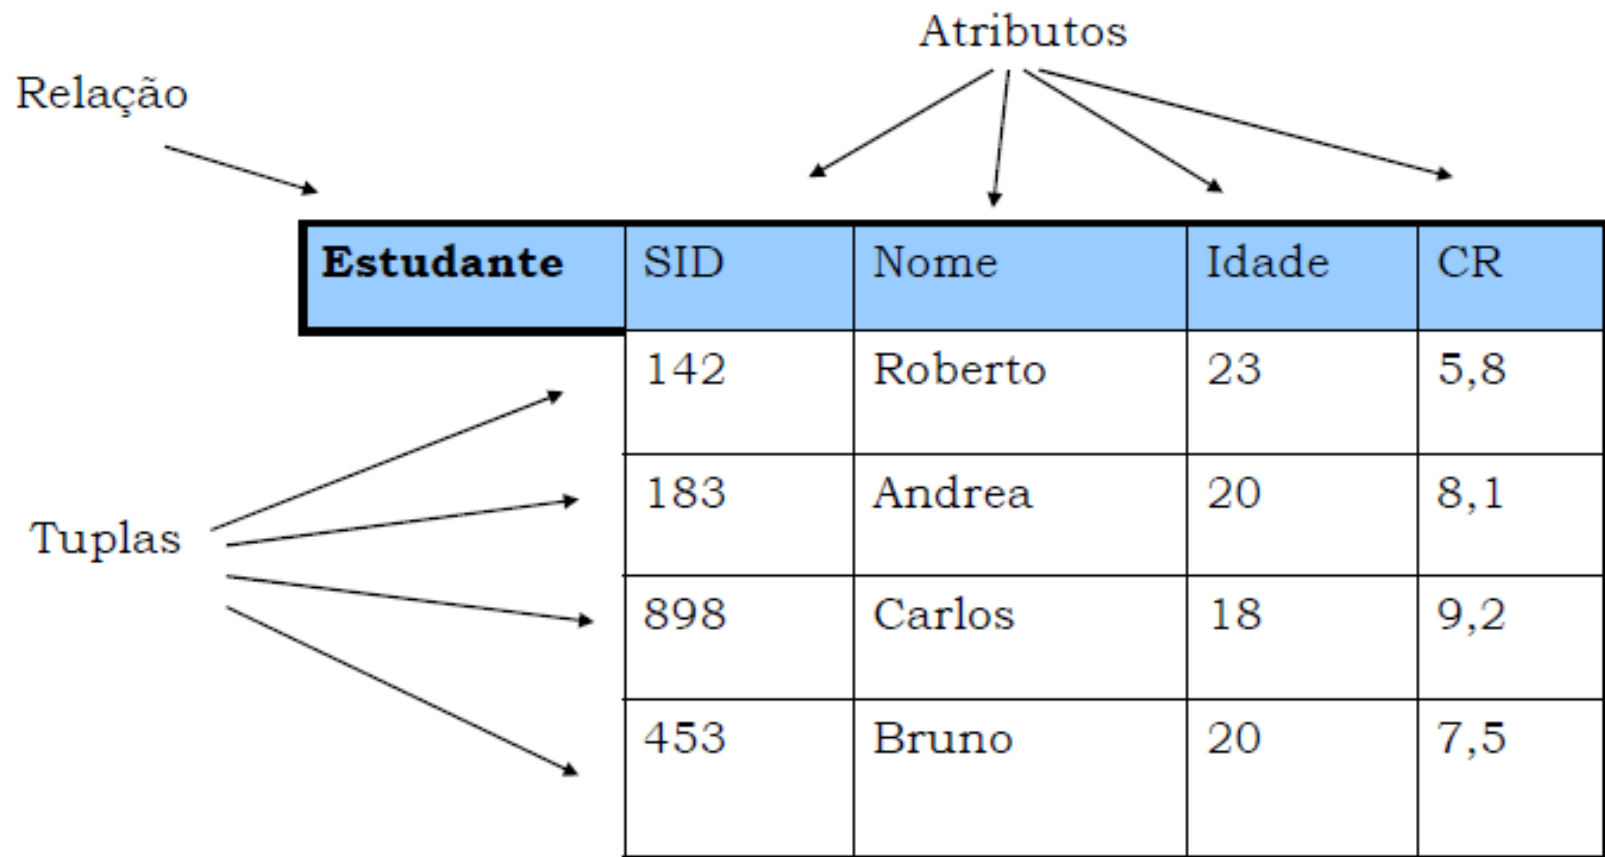 Atributos
Relação
Estudante SID Nome Idade CR
142 Roberto 23 5,8
183 Andrea 20 8,1
Tuplas
898 Carlos 18 9,2
453 Bruno 20 7,5